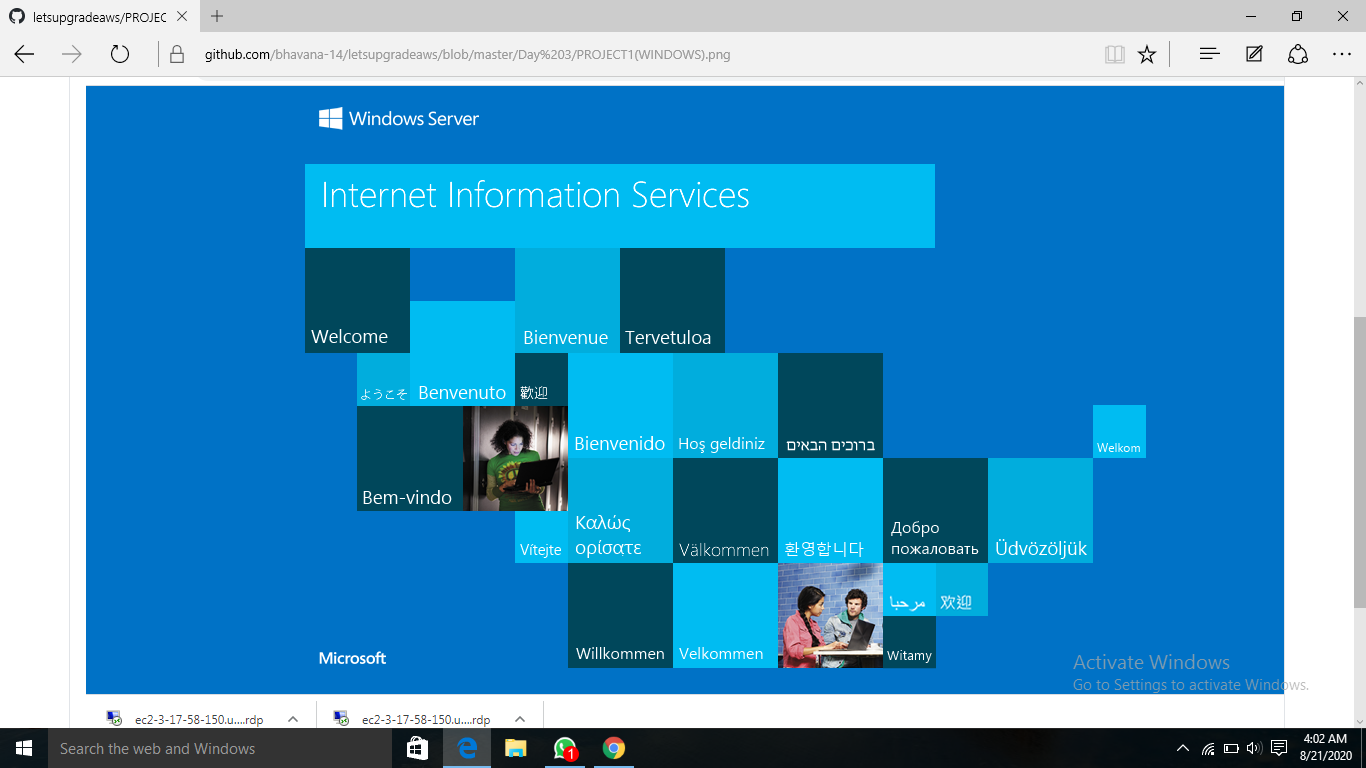 letsupgradeaws/PROJEC
github.com/bhavana-14/letsupgradeaws/blob/master/Day%203/PROJECT1(WINDOWS).png
Windows Server
Internet Information Services
Welcome
Bienvenue
Tervetuloa
ようこそ
Benvenuto
歡迎
Bienvenido
Hoş geldiniz
ברוכים הבאים
Welkom
Bem-vindo
Vítejte
Καλώς
ορίσατε
Välkommen
환영합니다
Добро
пожаловать
Üdvözöljük
Willkommen
Velkommen
مرحبا
欢迎
Witamy
Microsoft
Activate Windows
Go to Settings to activate Windows.
ec2-3-17-58-150.u....rdp
ec2-3-17-58-150.u....rdp
Search the web and Windows
1
4:02 AM
8/21/2020